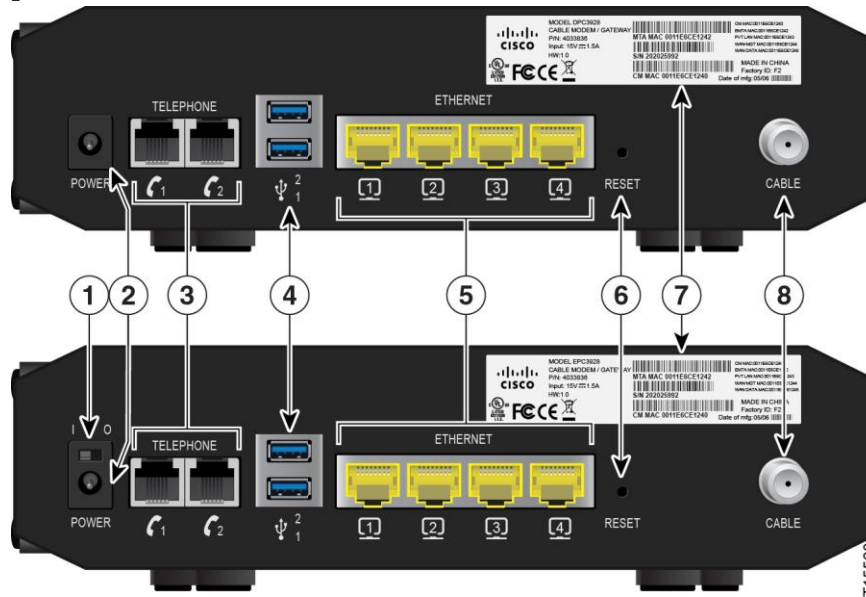 MODEL DPC3928
CABLE MODEM / GATEWAY
P/N: 4033836
Input: 15V 1.5A
HW:1.0
CISCO
MTA MAC 0011E6CE1242
S/N 202025992
CM MAC 0011E6CE1240
MADE IN CHINA
Factory ID: F2
Date of mfg:05/06
TELEPHONE
ETHERNET
POWER
1
2
2
1
1
2
3
4
RESET
CABLE
1
2
3
4
5
6
7
8
MODEL EPC3928
CABLE MODEM / GATEWAY
P/N: 4033836
Input: 15V 1.5A
HW:1.0
CISCO
MTA MAC 0011E6CE1242
S/N 202025992
CM MAC 0011E6CE1240
Factory ID: F2
Date of mfg:05/06
I O
TELEPHONE
ETHERNET
POWER
1
2
2
1
1
2
3
4
RESET
CABLE